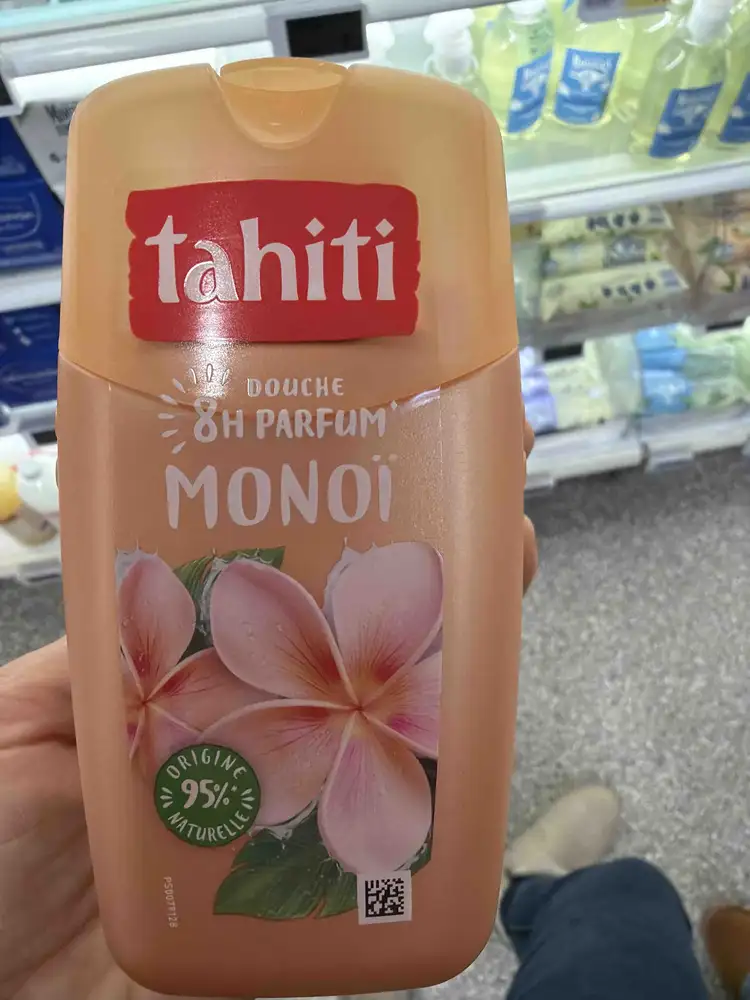 tahiti
DOUCHE
8H PARFUM*
MONOÏ
ORIGINE
95%*
NATURELLE